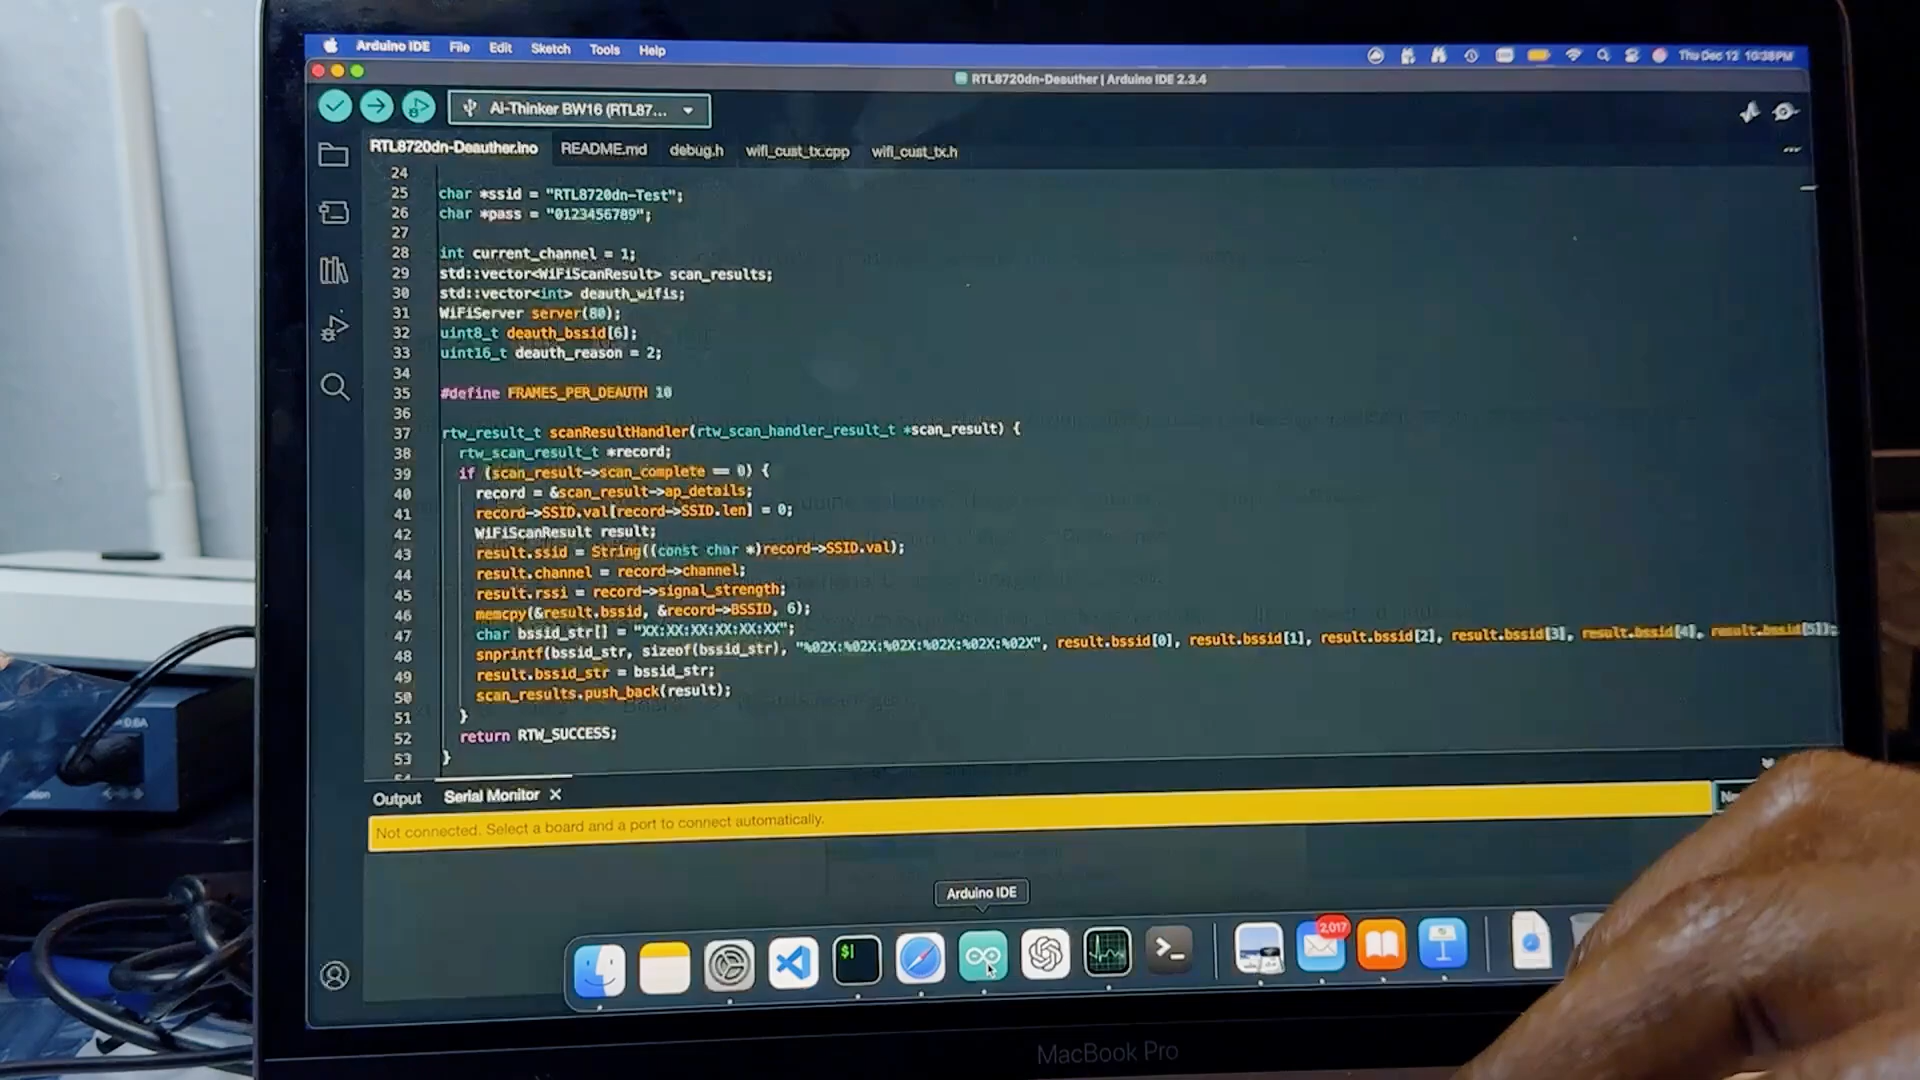 Arduino IDE File Edit Sketch Tools Help
Thu Dec 12 10:38PM
RTL8720dn-Deauther | Arduino IDE 2.3.4
Ai-Thinker BW16 (RTL87...
RTL8720dn-Deauther.ino README.md debug.h wifi_cust_tx.cpp wifi_cust_tx.h
24
25 char *ssid = "RTL8720dn-Test";
26 char *pass = "0123456789";
27
28 int current_channel = 1;
29 std::vector<WiFiScanResult> scan_results;
30 std::vector<int> deauth_wifis;
31 WiFiServer server(80);
32 uint8_t deauth_bssid[6];
33 uint16_t deauth_reason = 2;
34
35 #define FRAMES_PER_DEAUTH 10
36
37 rtw_result_t scanResultHandler(rtw_scan_handler_result_t *scan_result) {
38 rtw_scan_result_t *record;
39 if (scan_result->scan_complete == 0) {
40 record = &scan_result->ap_details;
41 record->SSID.val[record->SSID.len] = 0;
42 WiFiScanResult result;
43 result.ssid = String((const char *)record->SSID.val);
44 result.channel = record->channel;
45 result.rssi = record->signal_strength;
46 memcpy(&result.bssid, &record->BSSID, 6);
47 char bssid_str[] = "XX:XX:XX:XX:XX:XX";
48 snprintf(bssid_str, sizeof(bssid_str), "%02X:%02X:%02X:%02X:%02X:%02X", result.bssid[0], result.bssid[1], result.bssid[2], result.bssid[3], result.bssid[4], result.bssid[5]);
49 result.bssid_str = bssid_str;
50 scan_results.push_back(result);
51 }
52 return RTW_SUCCESS;
53 }
Output Serial Monitor
Not connected. Select a board and a port to connect automatically.
Arduino IDE
2,017
MacBook Pro
0.6A